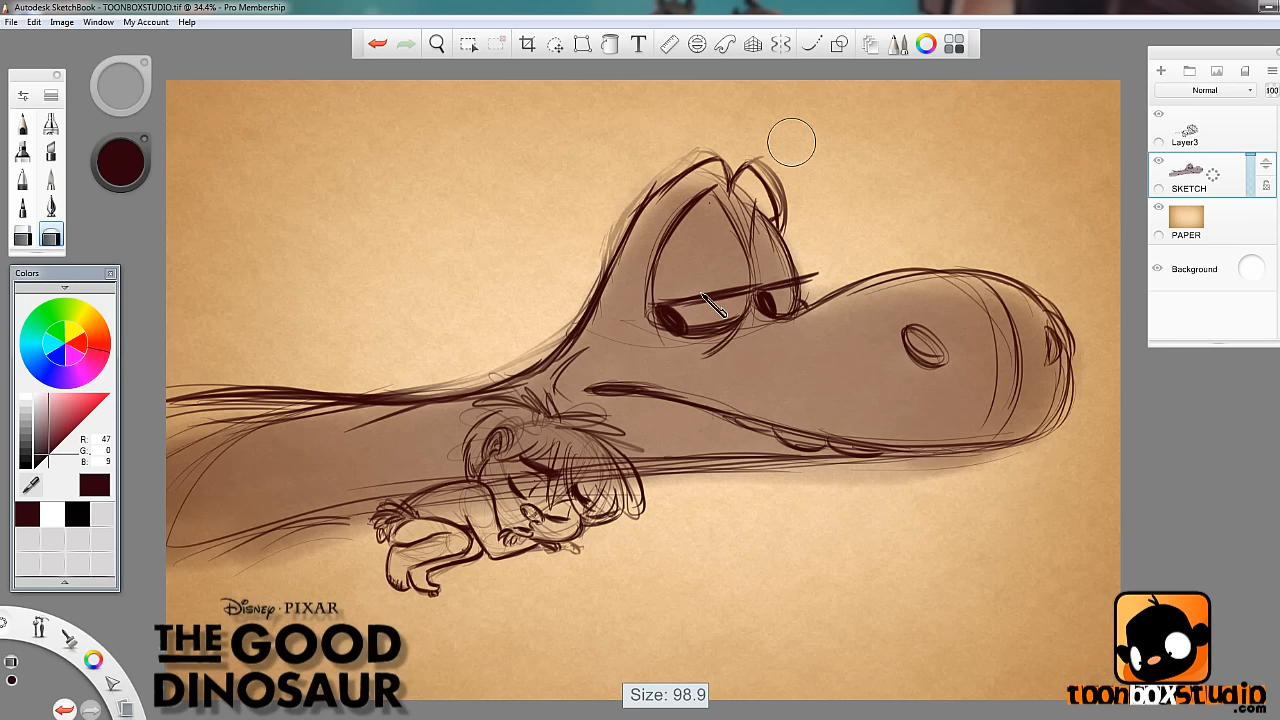 Autodesk SketchBook - TOONBOXSTUDIO.tif @ 34.4% - Pro Membership
File Edit Image Window My Account Help
T
Normal 100
Layer3
SKETCH
PAPER
Background
Colors
R: 47
G: 0
B: 9
Size: 98.9
Disney · PIXAR
THE GOOD
DINOSAUR
toonboxstudio
.com